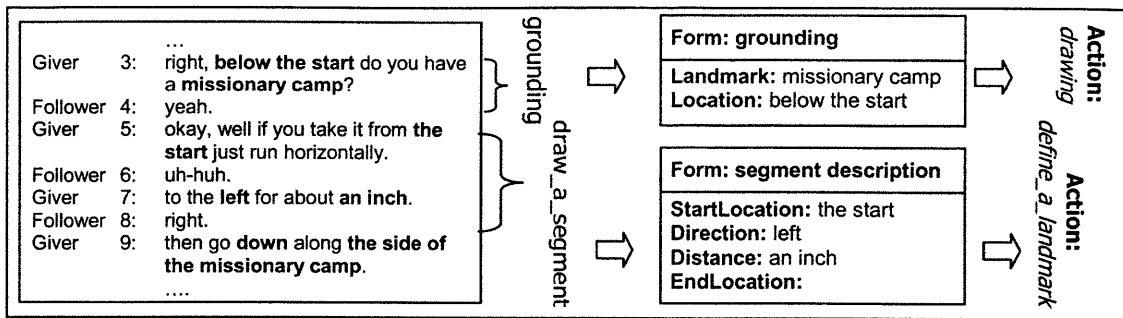 ...
Giver 3: right, below the start do you have
a missionary camp?
Follower 4: yeah.
Giver 5: okay, well if you take it from the
start just run horizontally.
Follower 6: uh-huh.
Giver 7: to the left for about an inch.
Follower 8: right.
Giver 9: then go down along the side of
the missionary camp.
....
grounding
draw_a_segment
Form: grounding
Landmark: missionary camp
Location: below the start
Form: segment description
StartLocation: the start
Direction: left
Distance: an inch
EndLocation:
Action:
drawing
Action:
define_a_landmark